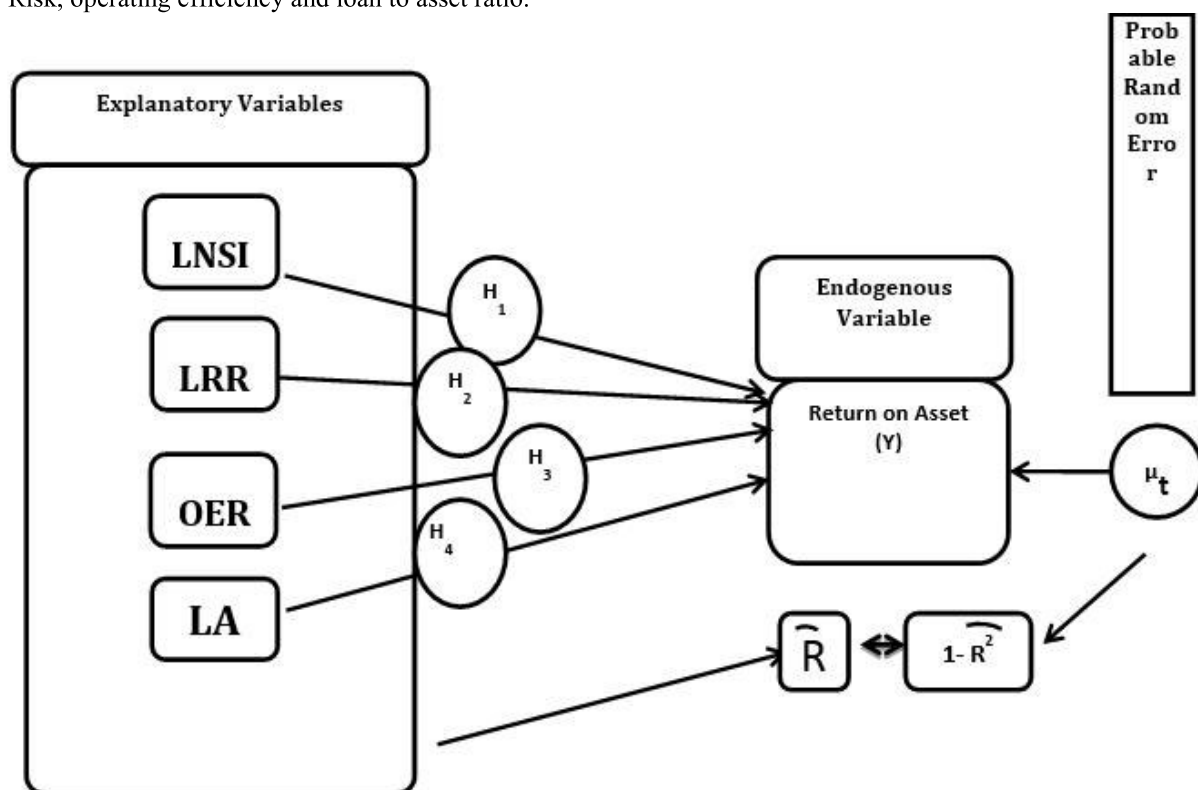 Risk, operating efficiency and loan to asset ratio.
Explanatory Variables
LNSI
LRR
OER
LA
H1
H2
H3
H4
Endogenous
Variable
Return on Asset
(Y)
Prob
able
Rand
om
Erro
r
μt
R
1- R²